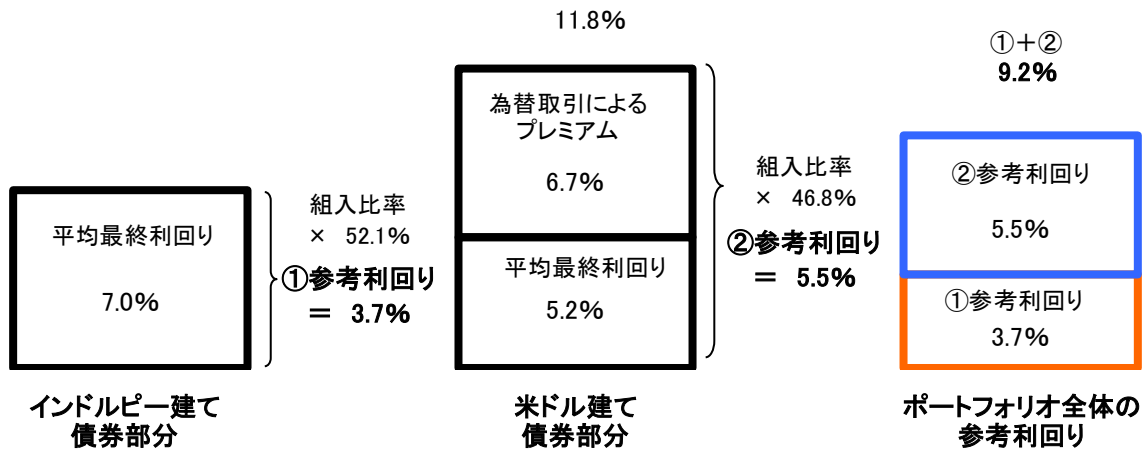 平均最終利回り
7.0%
組入比率
× 52.1%
①参考利回り
＝ 3.7%
インドルピー建て
債券部分
11.8%
為替取引による
プレミアム
6.7%
平均最終利回り
5.2%
組入比率
× 46.8%
②参考利回り
＝ 5.5%
米ドル建て
債券部分
①＋②
9.2%
②参考利回り
5.5%
①参考利回り
3.7%
ポートフォリオ全体の
参考利回り